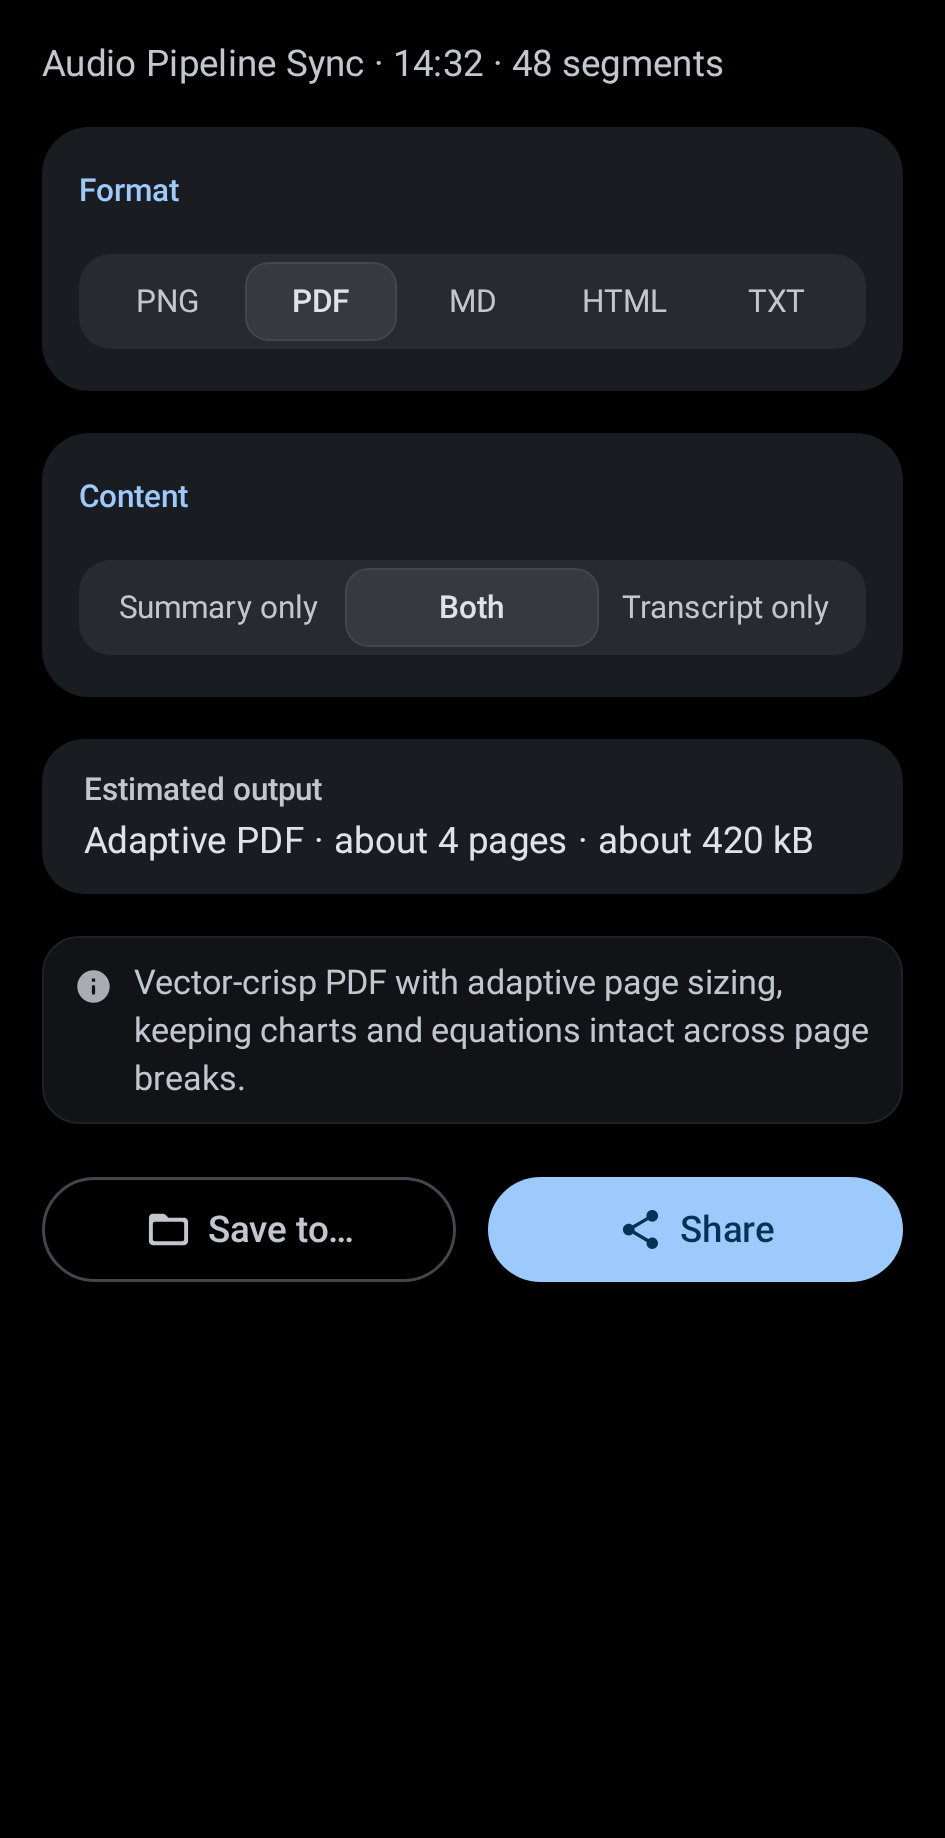 Audio Pipeline Sync · 14:32 · 48 segments
Format
PNG PDF MD HTML TXT
Content
Summary only Both Transcript only
Estimated output
Adaptive PDF · about 4 pages · about 420 kB
Vector-crisp PDF with adaptive page sizing,
keeping charts and equations intact across page
breaks.
Save to… Share